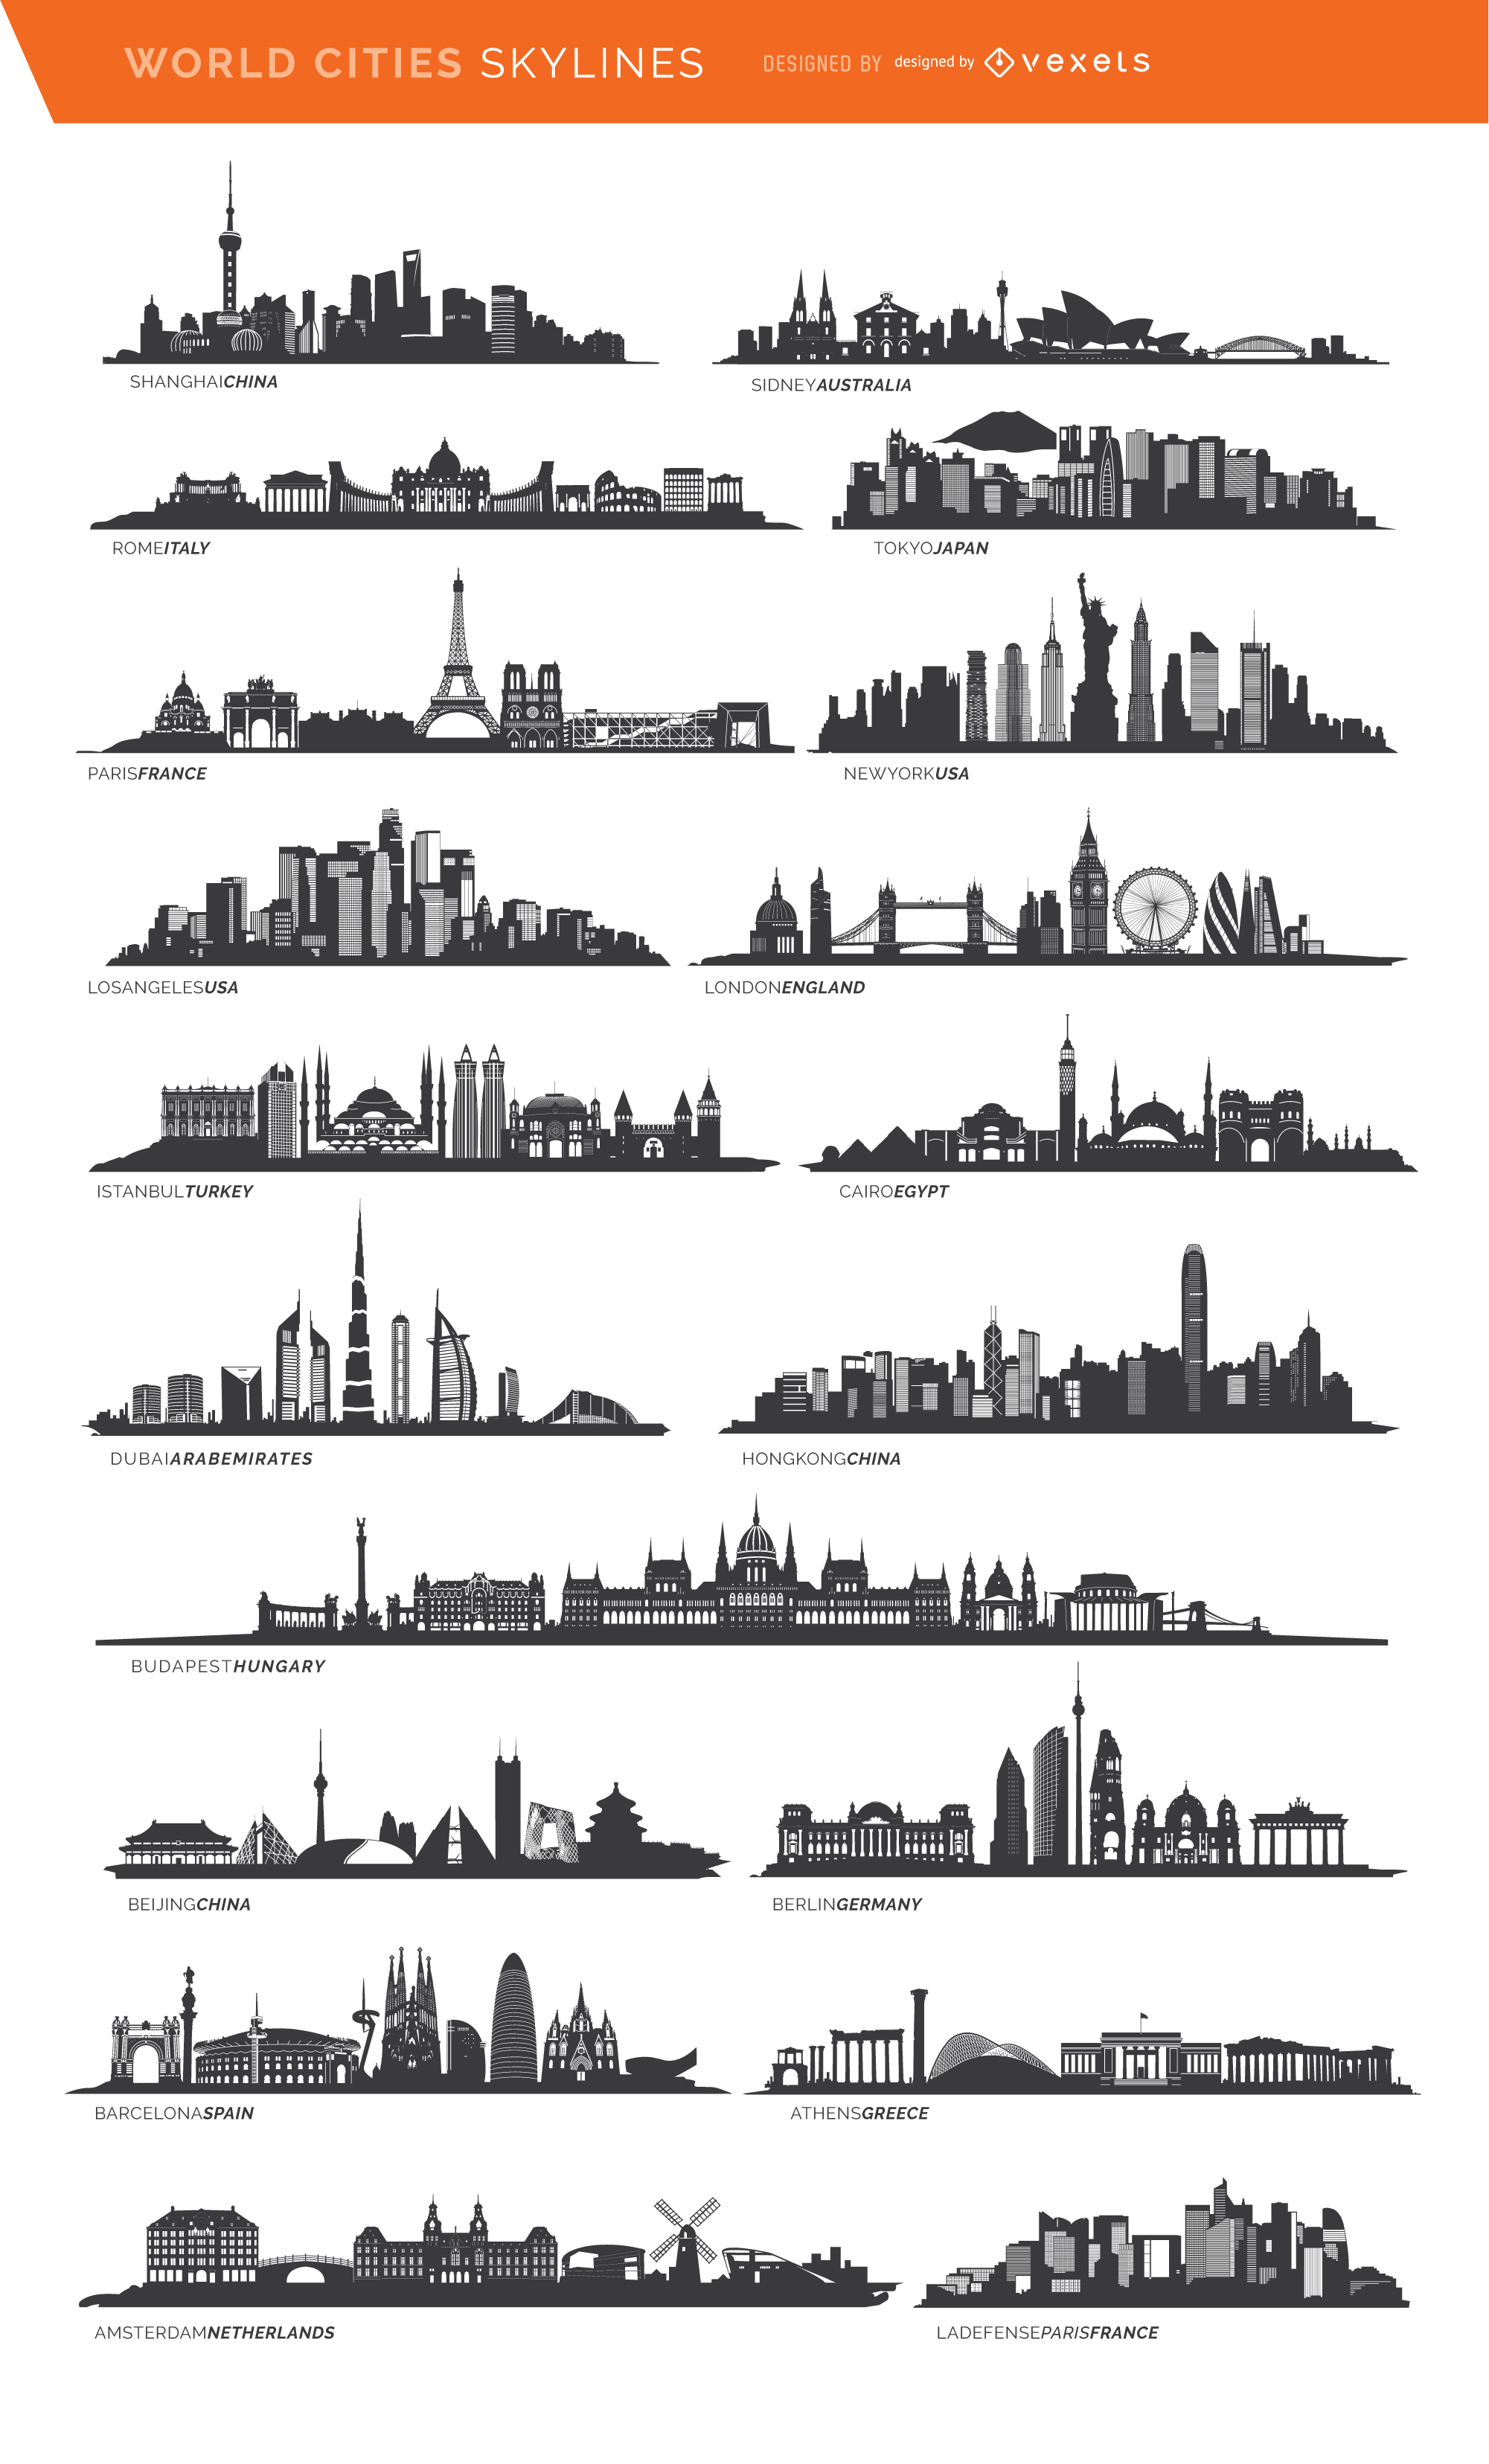 WORLD CITIES SKYLINES DESIGNED BY designed by vexels
SHANGHAICHINA
SIDNEYAUSTRALIA
ROMEITALY
TOKYOJAPAN
PARISFRANCE
NEWYORKUSA
LOSANGELESUSA
LONDONENGLAND
ISTANBULTURKEY
CAIROEGYPT
DUBAIARABEMIRATES
HONGKONGCHINA
BUDAPESTHUNGARY
BEIJINGCHINA
BERLINGERMANY
BARCELONASPAIN
ATHENSGREECE
AMSTERDAMNETHERLANDS
LADEFENSEPARISFRANCE